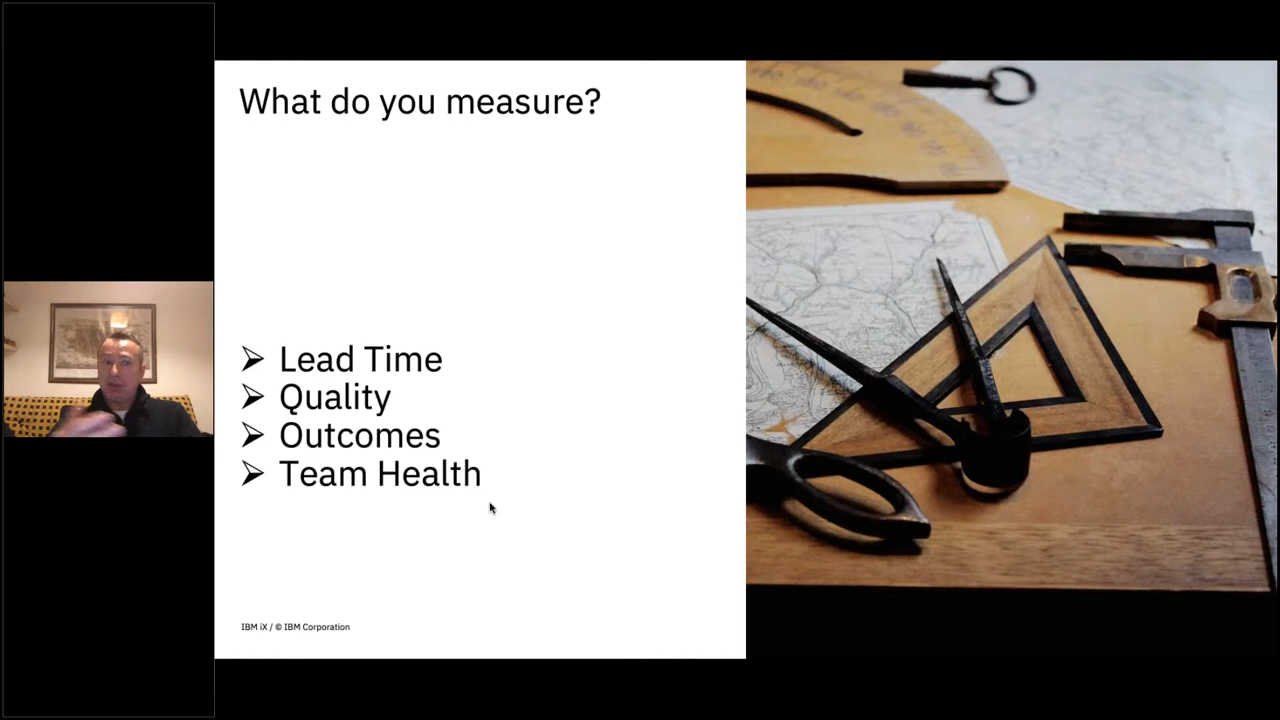 What do you measure?
➢ Lead Time
➢ Quality
➢ Outcomes
➢ Team Health
IBM iX / © IBM Corporation